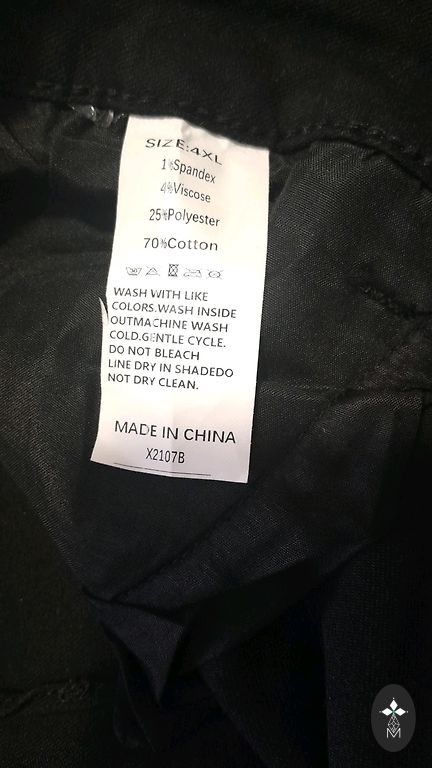 SIZE:4XL
1%Spandex
4%Viscose
25%Polyester
70%Cotton
WASH WITH LIKE
COLORS.WASH INSIDE
OUTMACHINE WASH
COLD.GENTLE CYCLE.
DO NOT BLEACH
LINE DRY IN SHADEDO
NOT DRY CLEAN.
MADE IN CHINA
X2107B
M